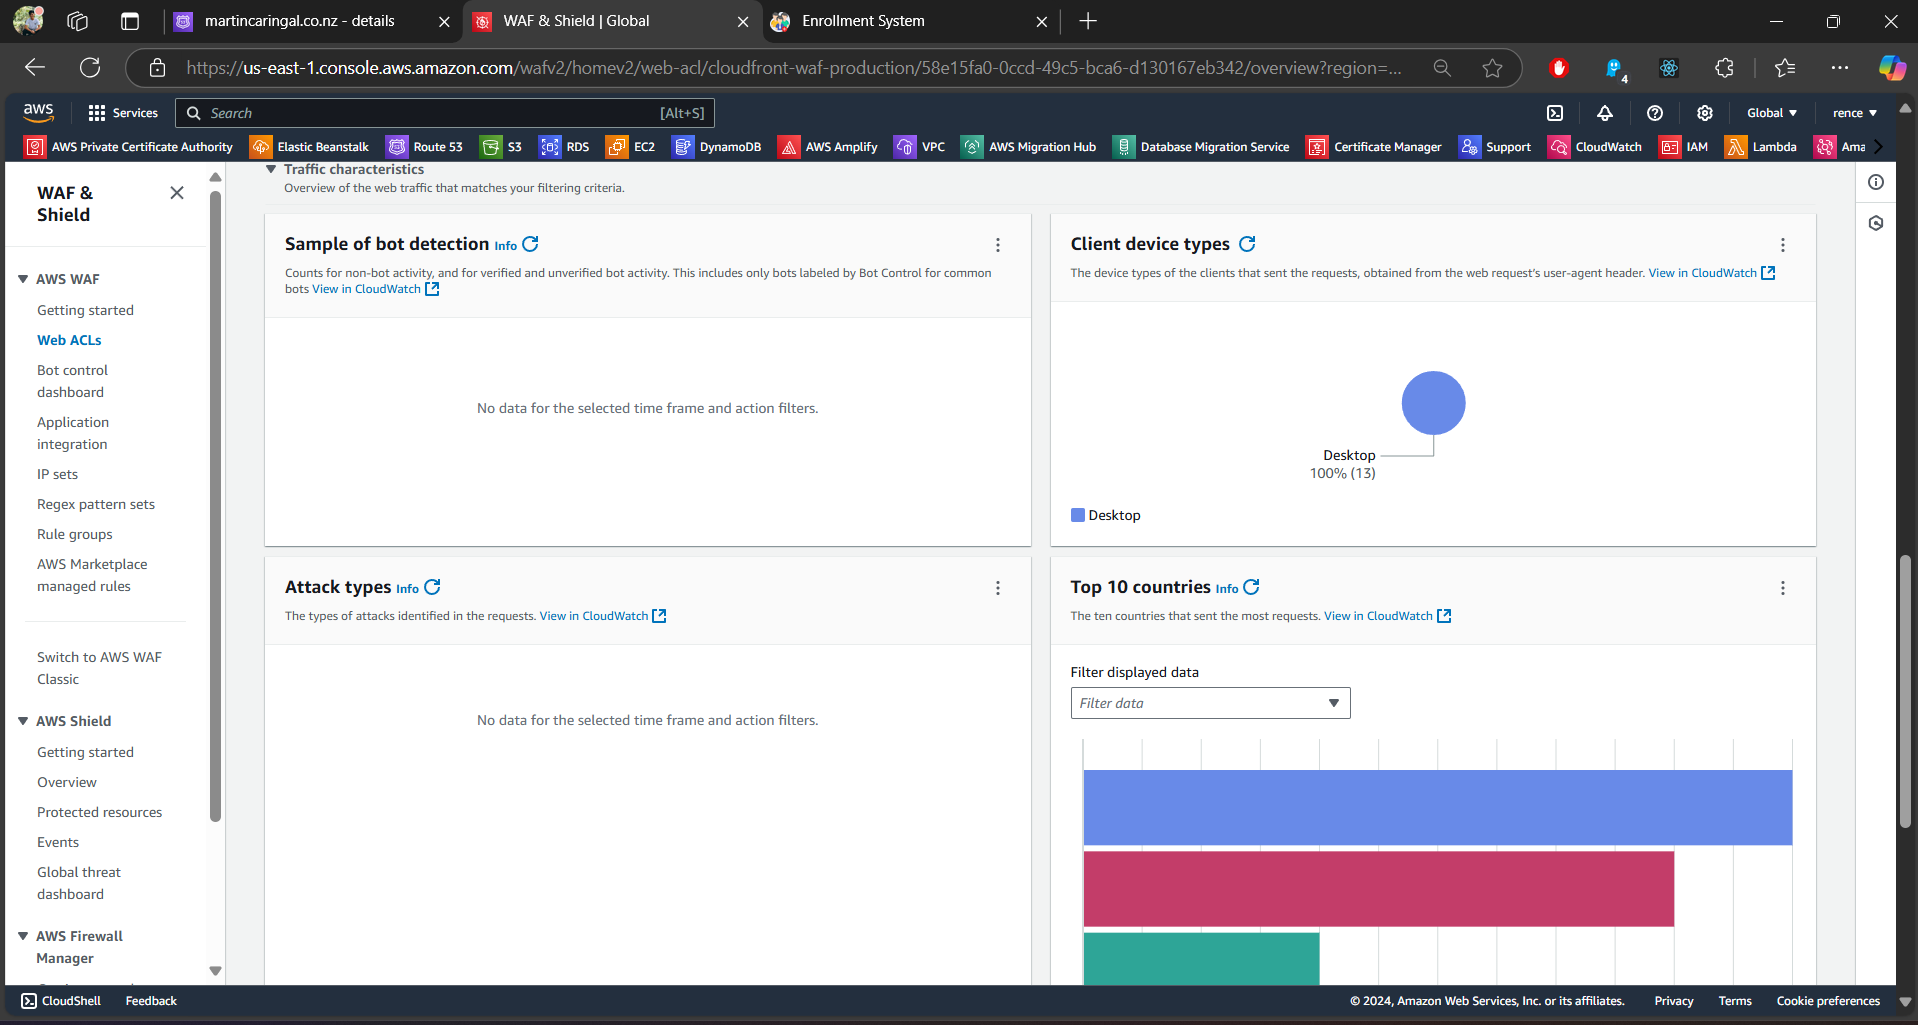 martincaringal.co.nz - details
WAF & Shield | Global
Enrollment System
https://us-east-1.console.aws.amazon.com/wafv2/homev2/web-acl/cloudfront-waf-production/58e15fa0-0ccd-49c5-bca6-d130167eb342/overview?region=...
4
aws
Services
Search
[Alt+S]
Global
rence
AWS Private Certificate Authority
Elastic Beanstalk
Route 53
S3
RDS
EC2
DynamoDB
AWS Amplify
VPC
AWS Migration Hub
Database Migration Service
Certificate Manager
Support
CloudWatch
IAM
Lambda
Ama
WAF &
Shield
AWS WAF
Getting started
Web ACLs
Bot control
dashboard
Application
integration
IP sets
Regex pattern sets
Rule groups
AWS Marketplace
managed rules
Switch to AWS WAF
Classic
AWS Shield
Getting started
Overview
Protected resources
Events
Global threat
dashboard
AWS Firewall
Manager
Traffic characteristics
Overview of the web traffic that matches your filtering criteria.
Sample of bot detection Info
Counts for non-bot activity, and for verified and unverified bot activity. This includes only bots labeled by Bot Control for common
bots View in CloudWatch
No data for the selected time frame and action filters.
Client device types
The device types of the clients that sent the requests, obtained from the web request's user-agent header. View in CloudWatch
Desktop
100% (13)
Desktop
Attack types Info
The types of attacks identified in the requests. View in CloudWatch
No data for the selected time frame and action filters.
Top 10 countries Info
The ten countries that sent the most requests. View in CloudWatch
Filter displayed data
Filter data
CloudShell
Feedback
© 2024, Amazon Web Services, Inc. or its affiliates.
Privacy
Terms
Cookie preferences